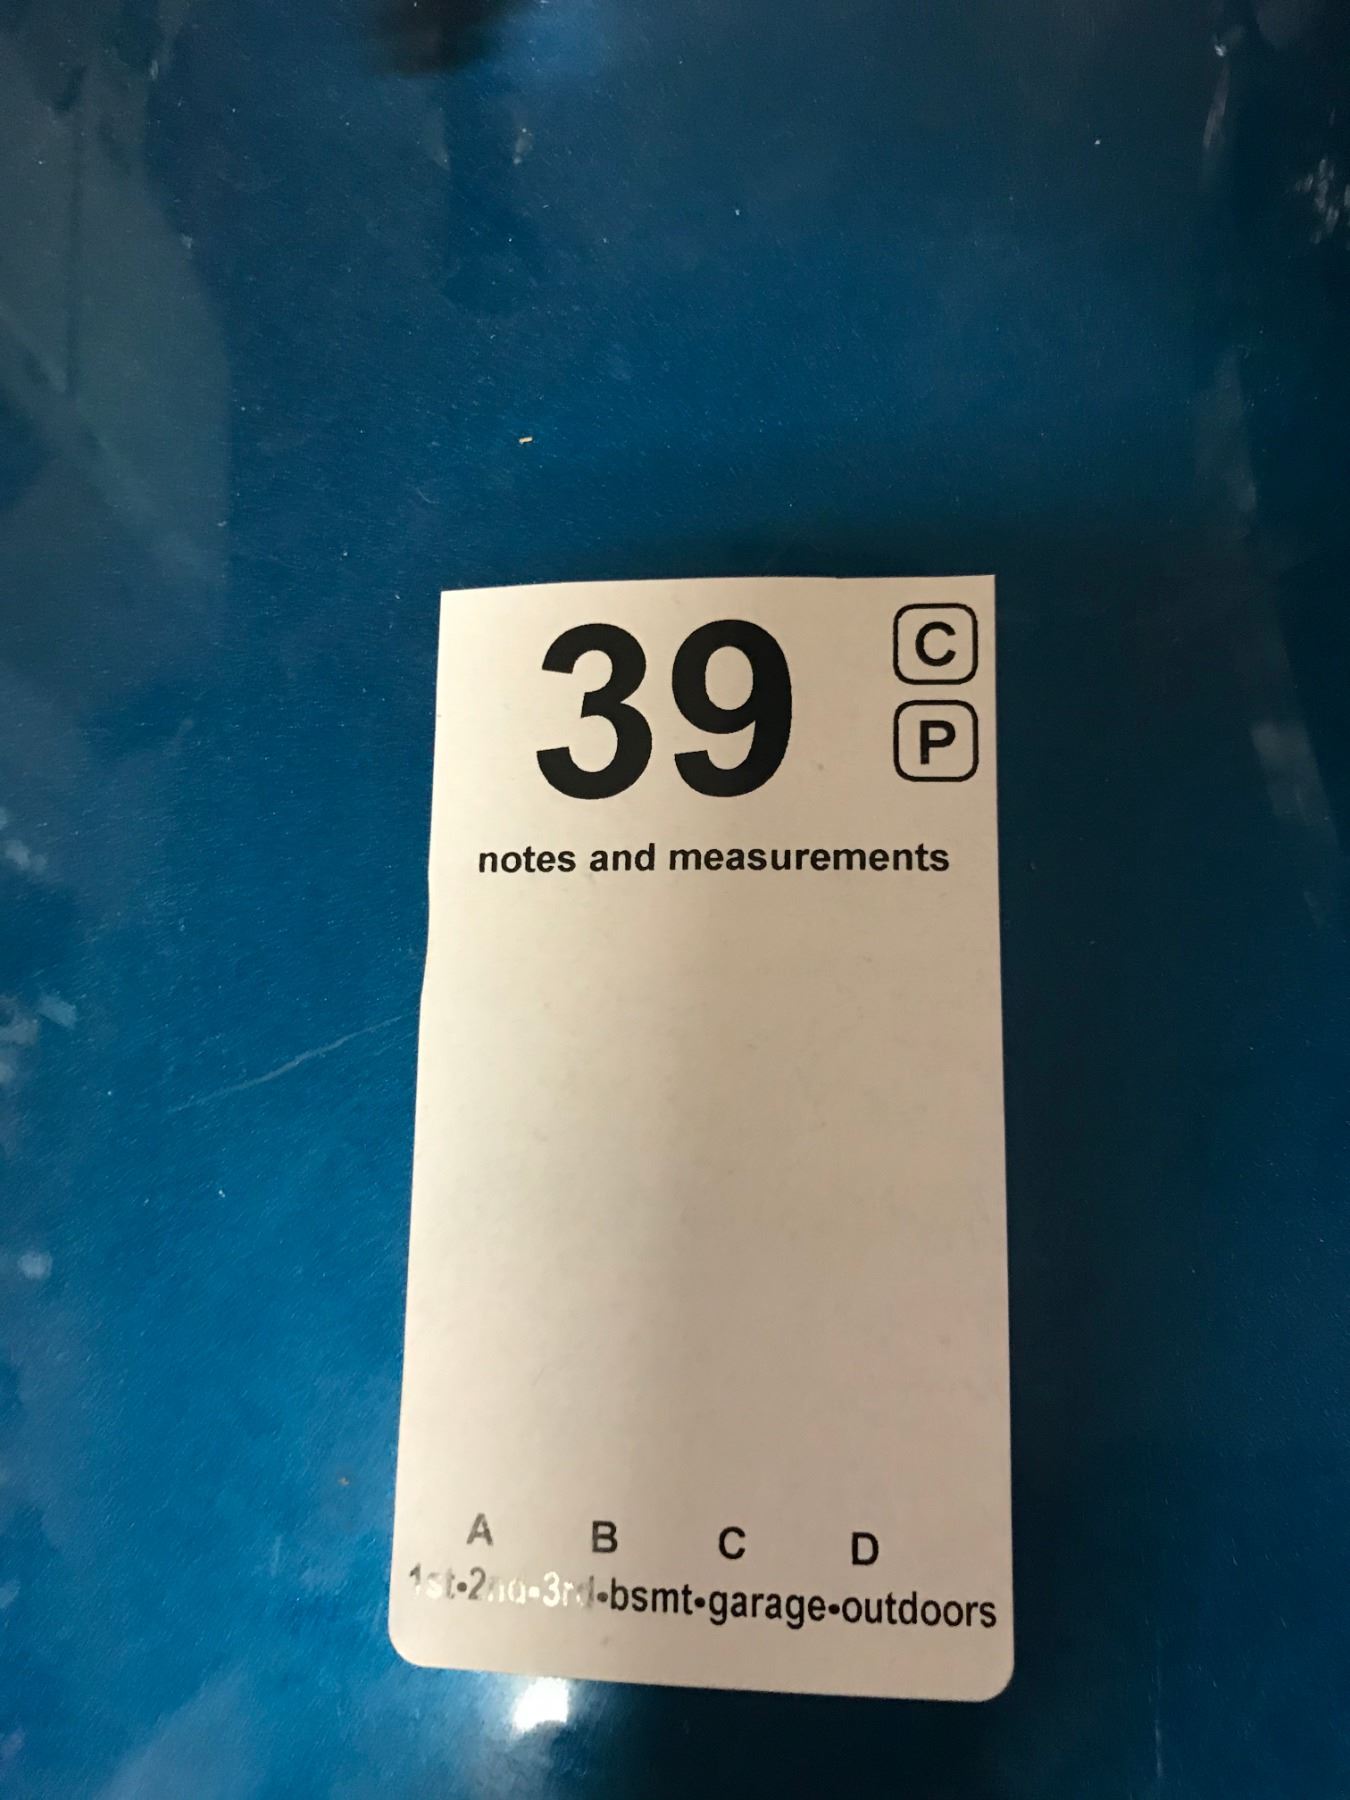 39
C
P
notes and measurements
A B C D
1st•2nd•3rd•bsmt•garage•outdoors